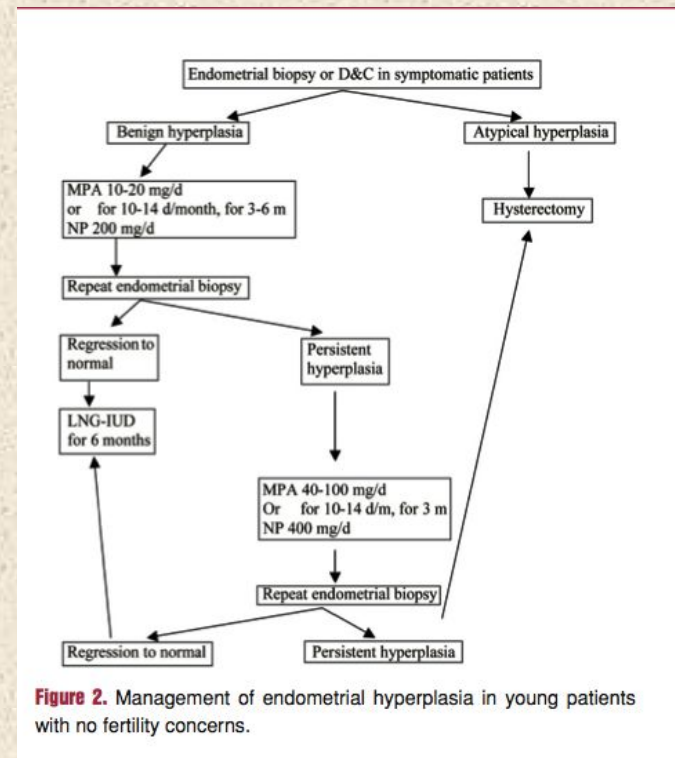 Endometrial biopsy or D&C in symptomatic patients
Benign hyperplasia
Atypical hyperplasia
MPA 10-20 mg/d
or for 10-14 d/month, for 3-6 m
NP 200 mg/d
Hysterectomy
Repeat endometrial biopsy
Regression to
normal
Persistent
hyperplasia
LNG-IUD
for 6 months
MPA 40-100 mg/d
Or for 10-14 d/m, for 3 m
NP 400 mg/d
Repeat endometrial biopsy
Regression to normal
Persistent hyperplasia
Figure 2. Management of endometrial hyperplasia in young patients
with no fertility concerns.